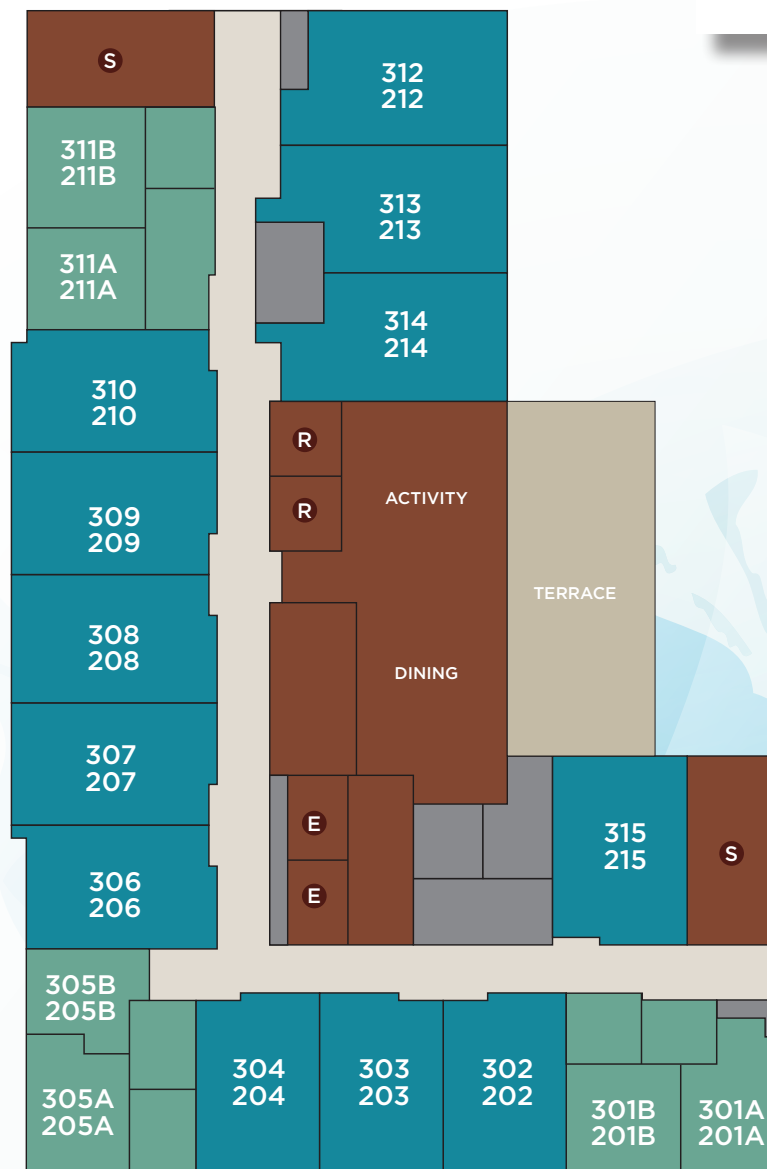 S
312
212
311B
211B
313
213
311A
211A
314
214
310
210
R
R
ACTIVITY
309
209
TERRACE
308
208
DINING
307
207
E
315
215
S
306
206
E
305B
205B
304
204
303
203
302
202
305A
205A
301B
201B
301A
201A